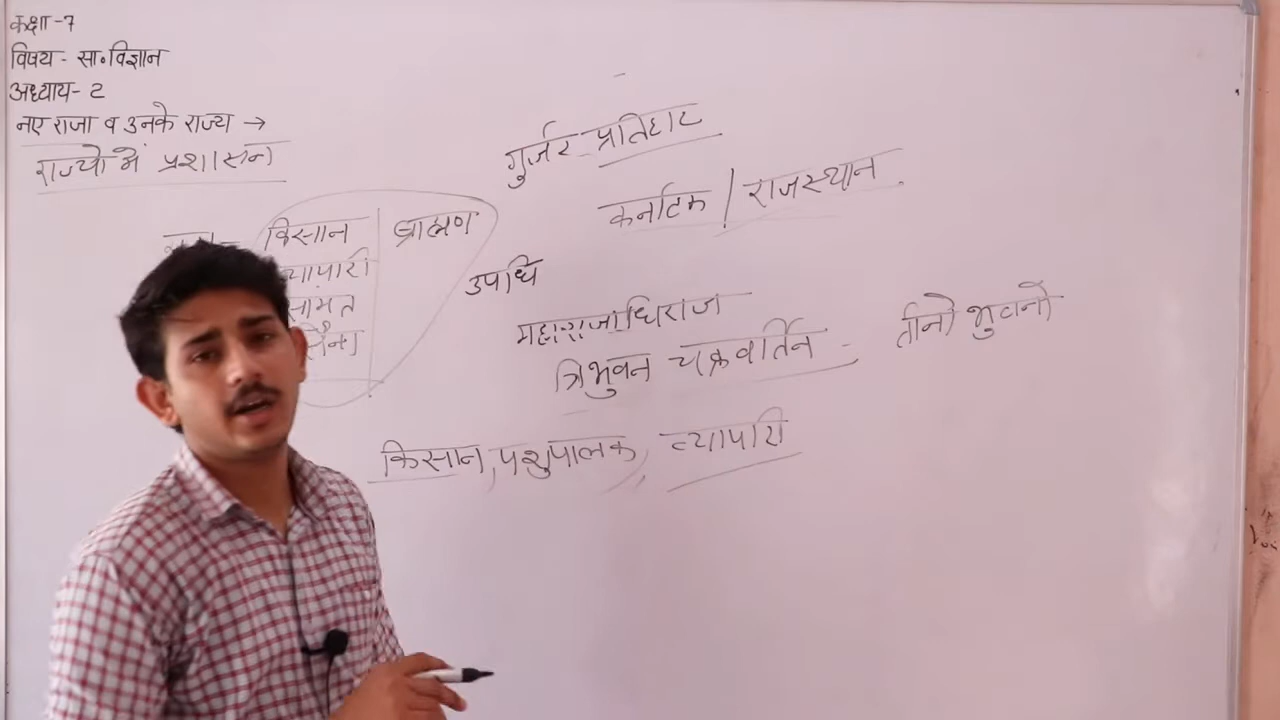 कक्षा-7
विषय- सा.विज्ञान
अध्याय- 2
नए राजा व उनके राज्य →
राज्यो में प्रशासन
किसान | ब्राह्मण
व्यापारी
सामंत
गुर्जर प्रतिहार
कर्नाटक / राजस्थान
उपधि
महाराजाधिराज
त्रिभुवन चक्रवर्तिन - तीनो भुवनो
किसान, पशुपालक, व्यापारी